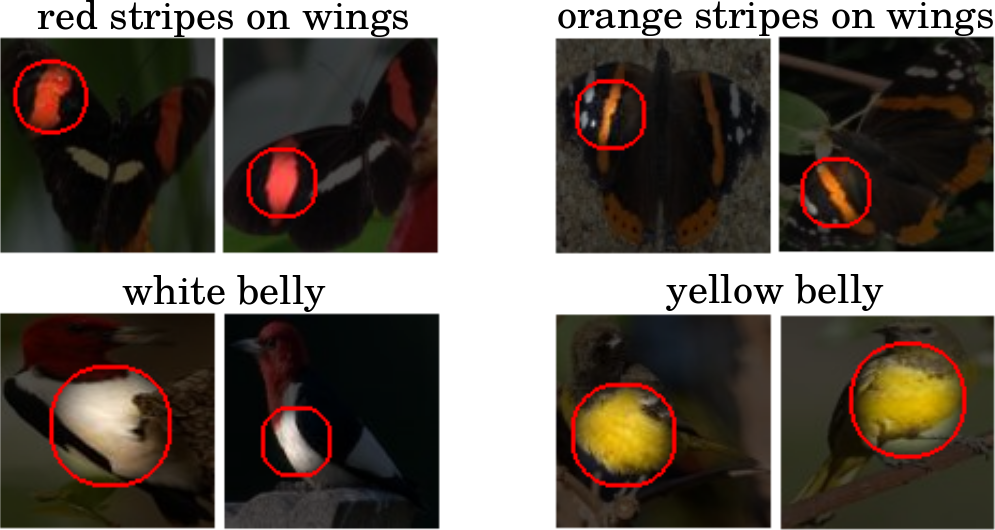 red stripes on wings
orange stripes on wings
white belly
yellow belly